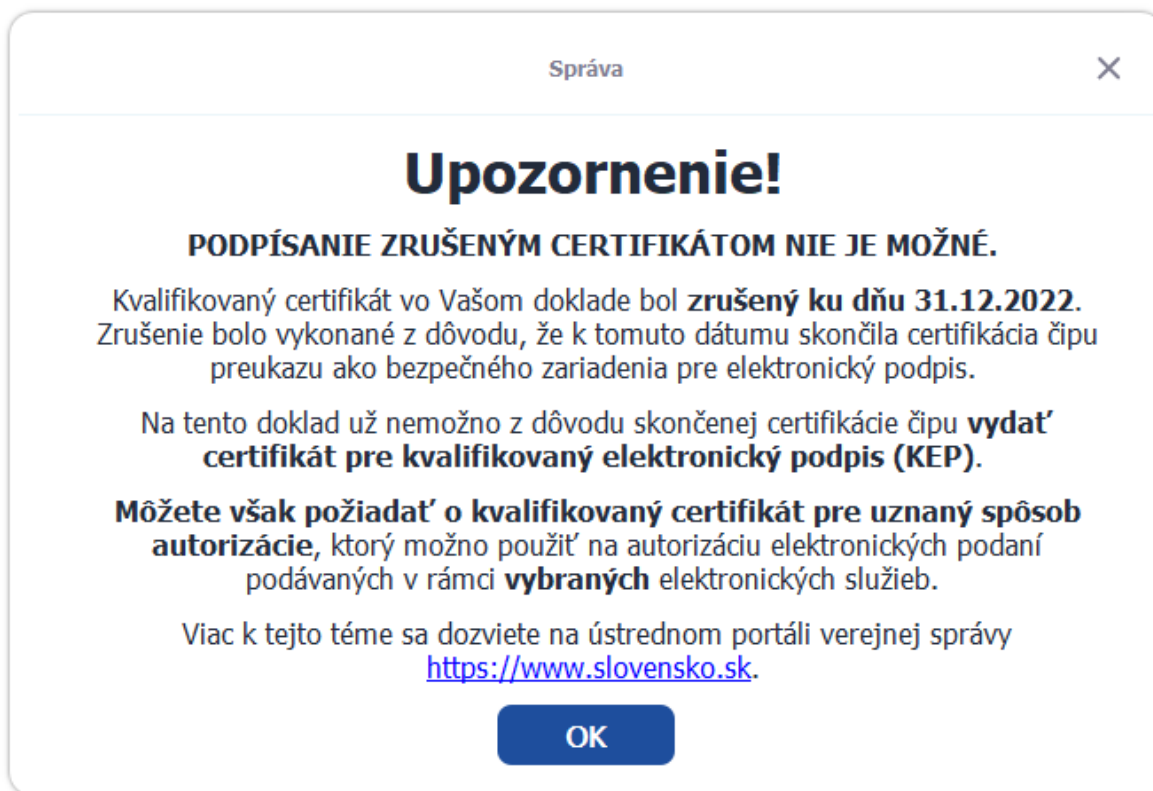 Správa
Upozornenie!
PODPÍSANIE ZRUŠENÝM CERTIFIKÁTOM NIE JE MOŽNÉ.
Kvalifikovaný certifikát vo Vašom doklade bol zrušený ku dňu 31.12.2022.
Zrušenie bolo vykonané z dôvodu, že k tomuto dátumu skončila certifikácia čipu
preukazu ako bezpečného zariadenia pre elektronický podpis.
Na tento doklad už nemožno z dôvodu skončenej certifikácie čipu vydať
certifikát pre kvalifikovaný elektronický podpis (KEP).
Môžete však požiadať o kvalifikovaný certifikát pre uznaný spôsob
autorizácie, ktorý možno použiť na autorizáciu elektronických podaní
podávaných v rámci vybraných elektronických služieb.
Viac k tejto téme sa dozviete na ústrednom portáli verejnej správy
https://www.slovensko.sk.
OK